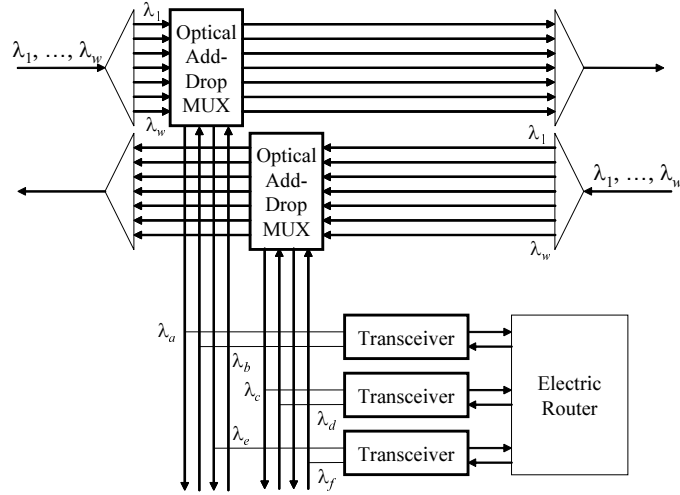 λ1
Optical
Add-
Drop
MUX
λ1, …, λw
λw
Optical
Add-
Drop
MUX
λ1
λ1, …, λw
λw
λa
Transceiver
λb
λc
Transceiver
Electric
Router
λd
λe
Transceiver
λf